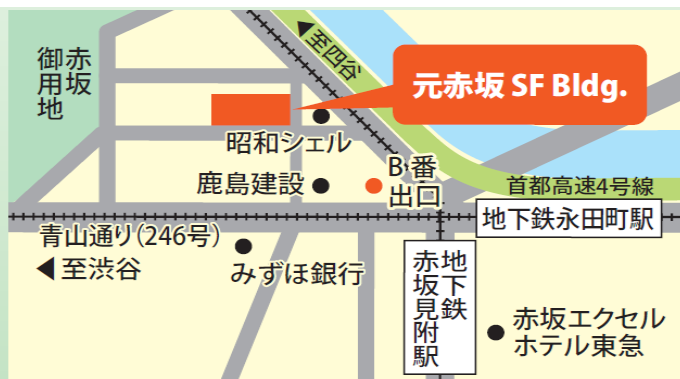 赤坂
御用地
◀至四谷
元赤坂 SF Bldg.
昭和シェル
鹿島建設
B番
出口
首都高速4号線
地下鉄永田町駅
青山通り(246号)
◀至渋谷
みずほ銀行
地下鉄
赤坂見附駅
赤坂エクセル
ホテル東急